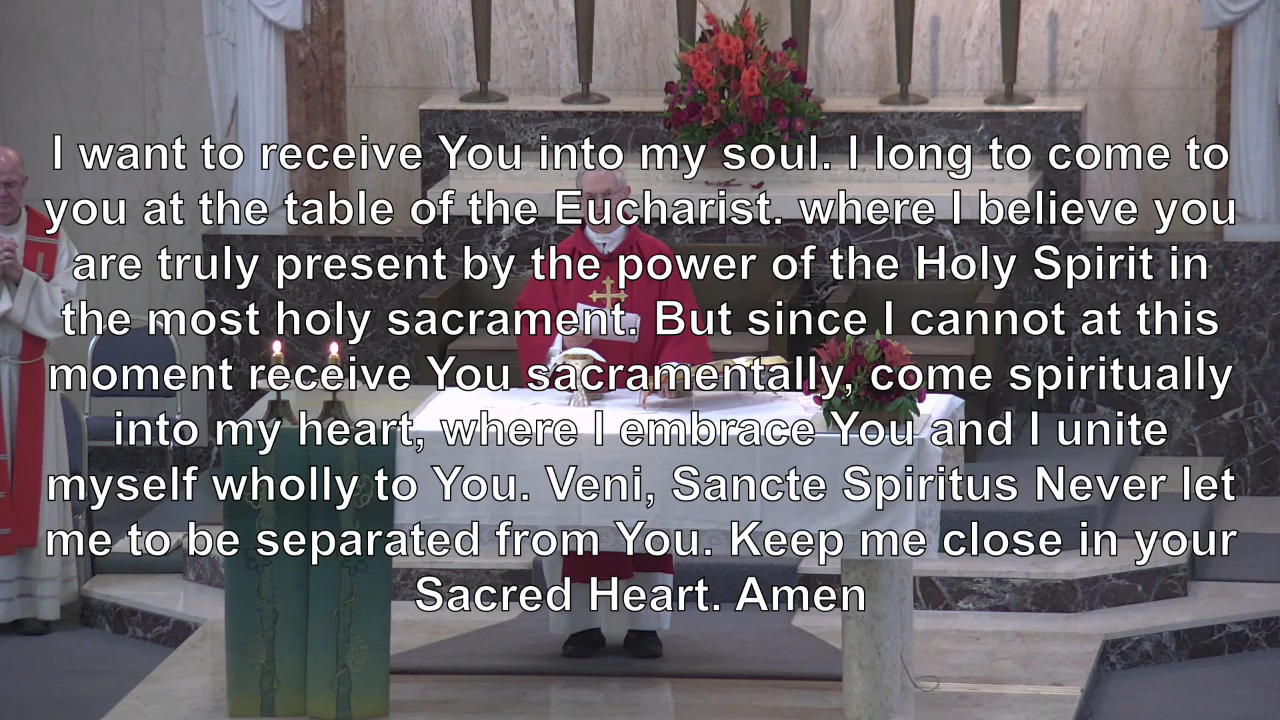 I want to receive You into my soul. I long to come to
you at the table of the Eucharist. where I believe you
are truly present by the power of the Holy Spirit in
the most holy sacrament. But since I cannot at this
moment receive You sacramentally, come spiritually
into my heart, where I embrace You and I unite
myself wholly to You. Veni, Sancte Spiritus Never let
me to be separated from You. Keep me close in your
Sacred Heart. Amen